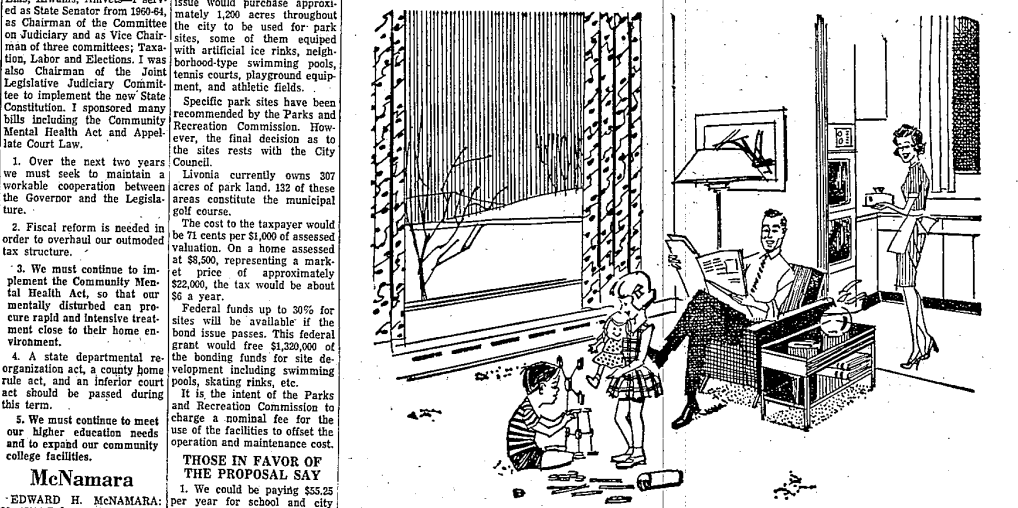 ed as State Senator from 1960-64,
as Chairman of the Committee
on Judiciary and as Vice Chair-
man of three committees; Taxa-
tion, Labor and Elections. I was
also Chairman of the Joint
Legislative Judiciary Commit-
tee to implement the new State
Constitution. I sponsored many
bills including the Community
Mental Health Act and Appel-
late Court Law.
1. Over the next two years
we must seek to maintain a
workable cooperation between
the Governor and the Legisla-
ture.
2. Fiscal reform is needed in
order to overhaul our outmoded
tax structure.
3. We must continue to im-
plement the Community Men-
tal Health Act, so that our
mentally disturbed can pro-
cure rapid and intensive treat-
ment close to their home en-
vironment.
4. A state departmental re-
organization act, a county home
rule act, and an inferior court
act should be passed during
this term.
5. We must continue to meet
our higher education needs
and to expand our community
college facilities.
McNamara
EDWARD H. McNAMARA:
issue would purchase approxi-
mately 1,200 acres throughout
the city to be used for park
sites, some of them equiped
with artificial ice rinks, neigh-
borhood-type swimming pools,
tennis courts, playground equip-
ment, and athletic fields.
Specific park sites have been
recommended by the Parks and
Recreation Commission. How-
ever, the final decision as to
the sites rests with the City
Council.
Livonia currently owns 307
acres of park land. 132 of these
areas constitute the municipal
golf course.
The cost to the taxpayer would
be 71 cents per $1,000 of assessed
valuation. On a home assessed
at $8,500, representing a mark-
et price of approximately
$22,000, the tax would be about
$6 a year.
Federal funds up to 30% for
sites will be available if the
bond issue passes. This federal
grant would free $1,320,000 of
the bonding funds for site de-
velopment including swimming
pools, skating rinks, etc.
It is the intent of the Parks
and Recreation Commission to
charge a nominal fee for the
use of the facilities to offset the
operation and maintenance cost.
THOSE IN FAVOR OF
THE PROPOSAL SAY
1. We could be paying $55.25
per year for school and city